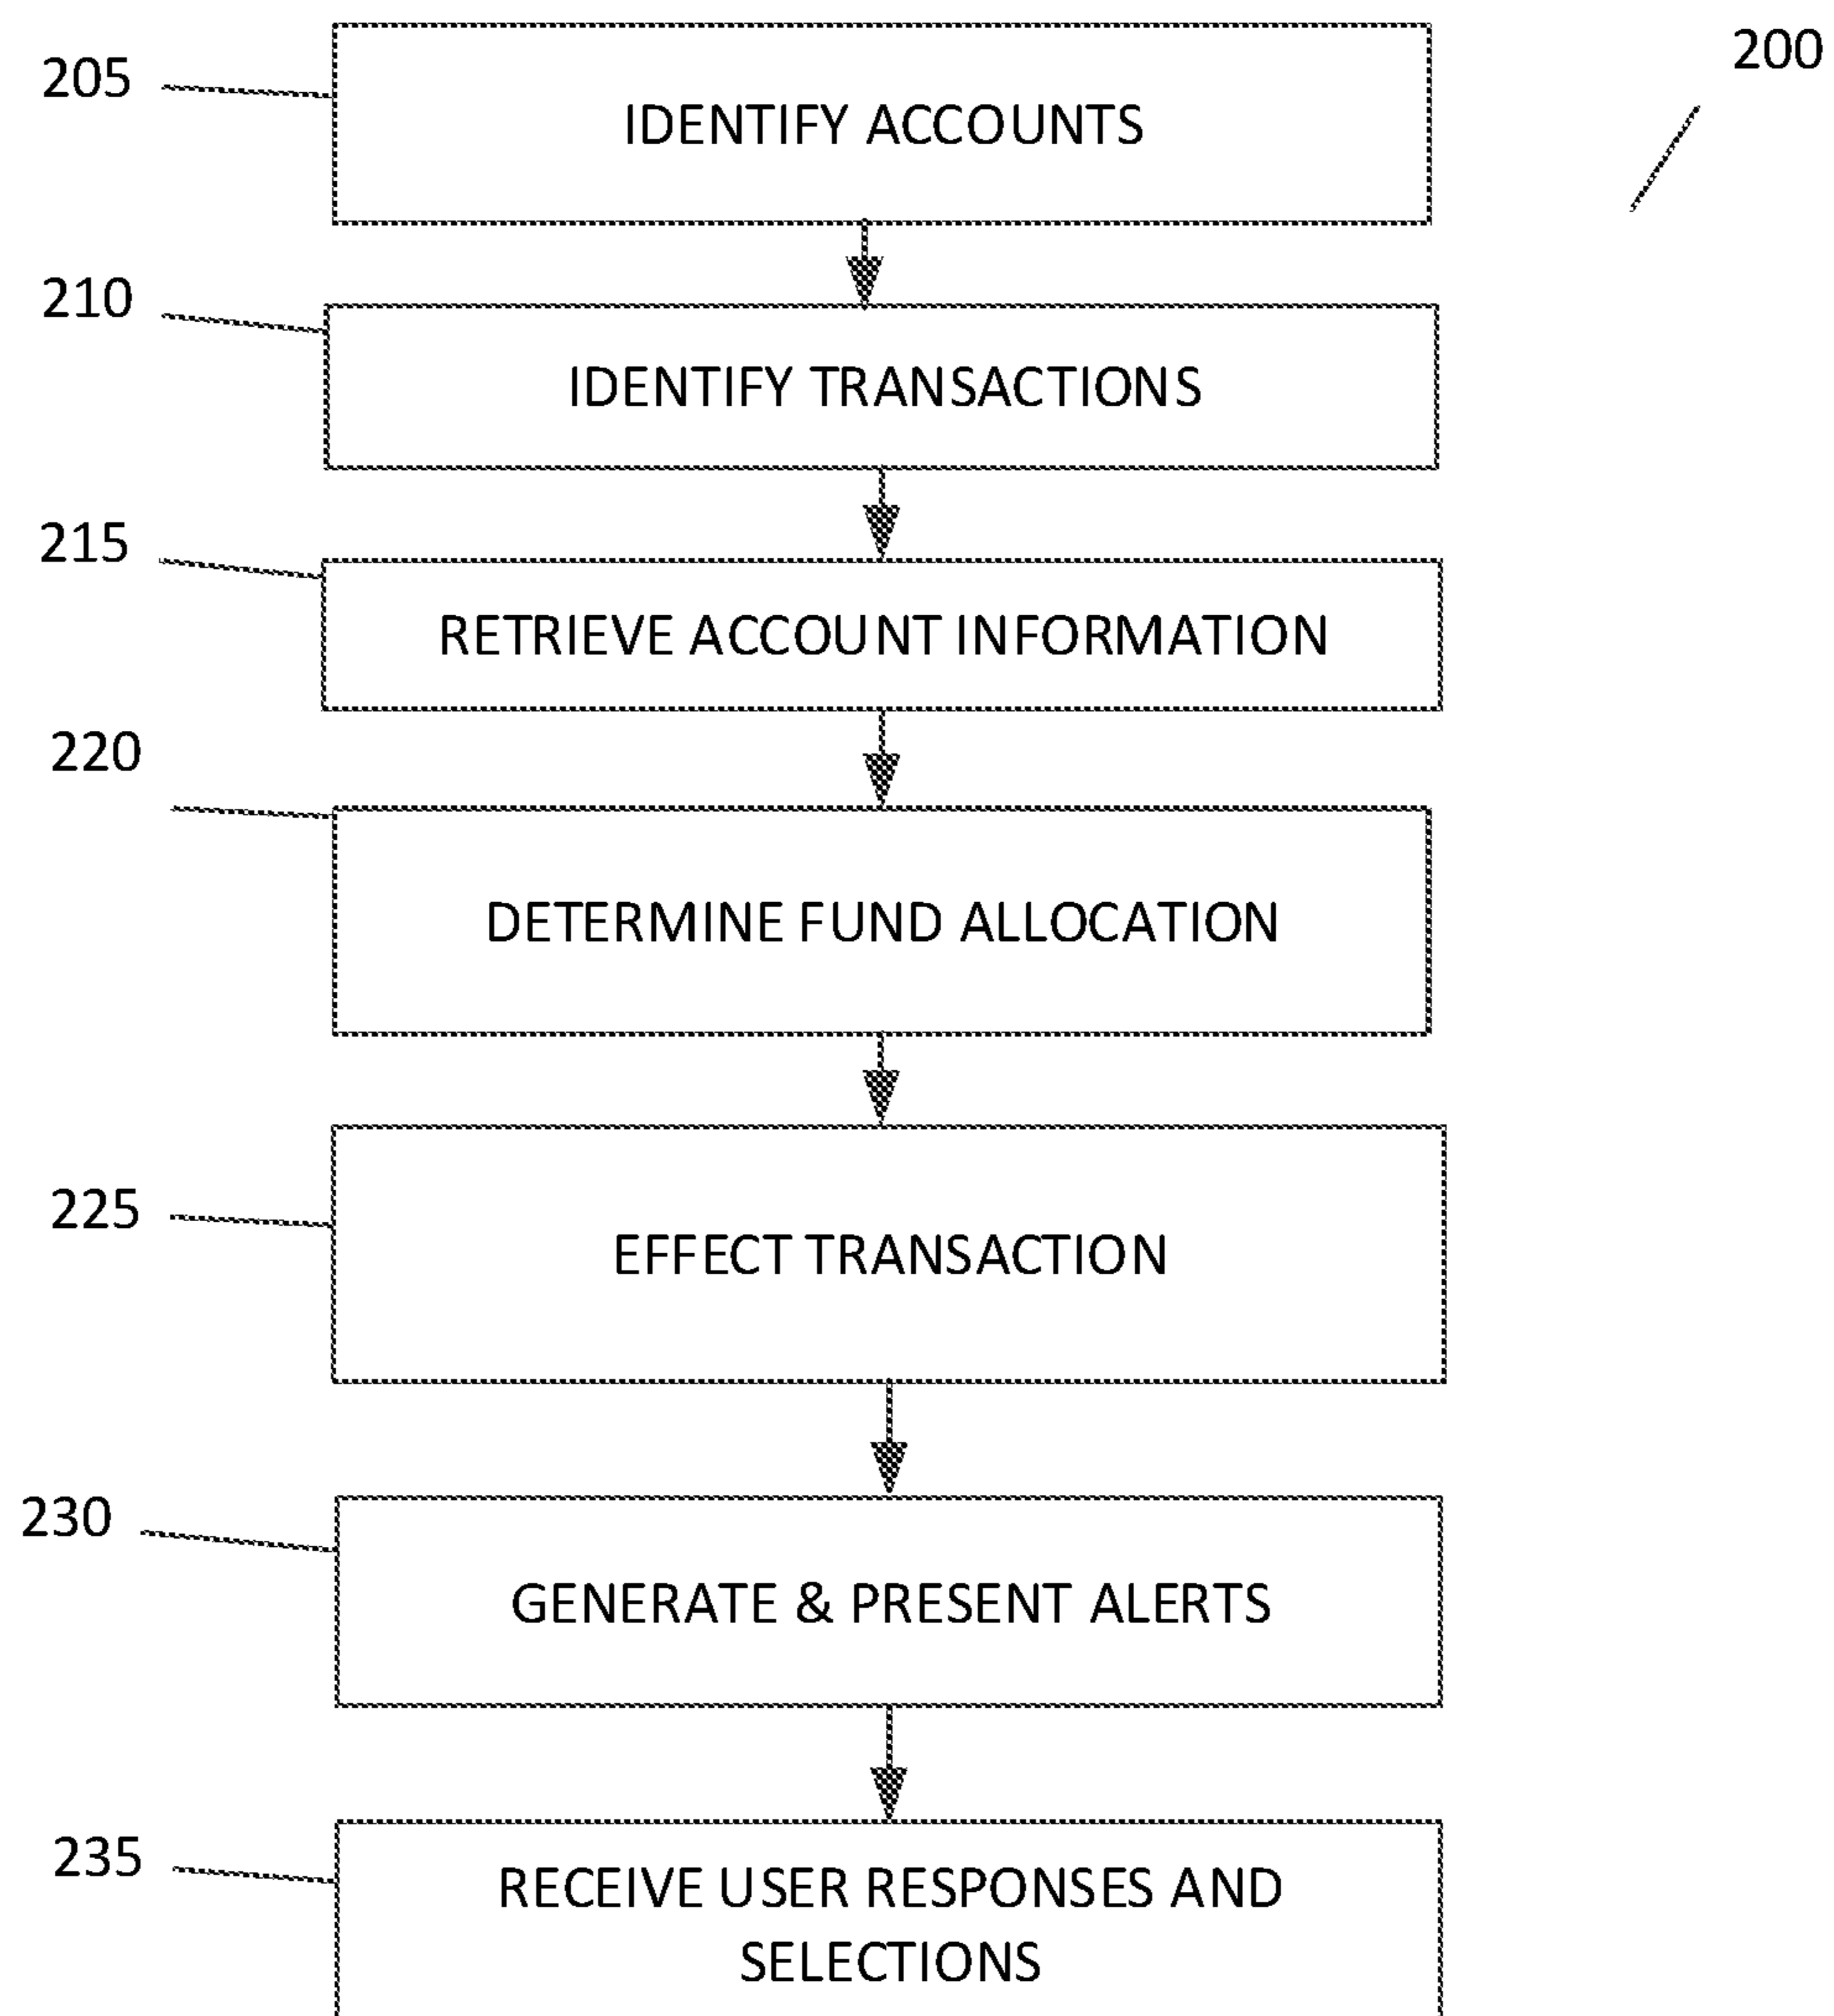 200
205
IDENTIFY ACCOUNTS
210
IDENTIFY TRANSACTIONS
215
RETRIEVE ACCOUNT INFORMATION
220
DETERMINE FUND ALLOCATION
225
EFFECT TRANSACTION
230
GENERATE & PRESENT ALERTS
235
RECEIVE USER RESPONSES AND
SELECTIONS